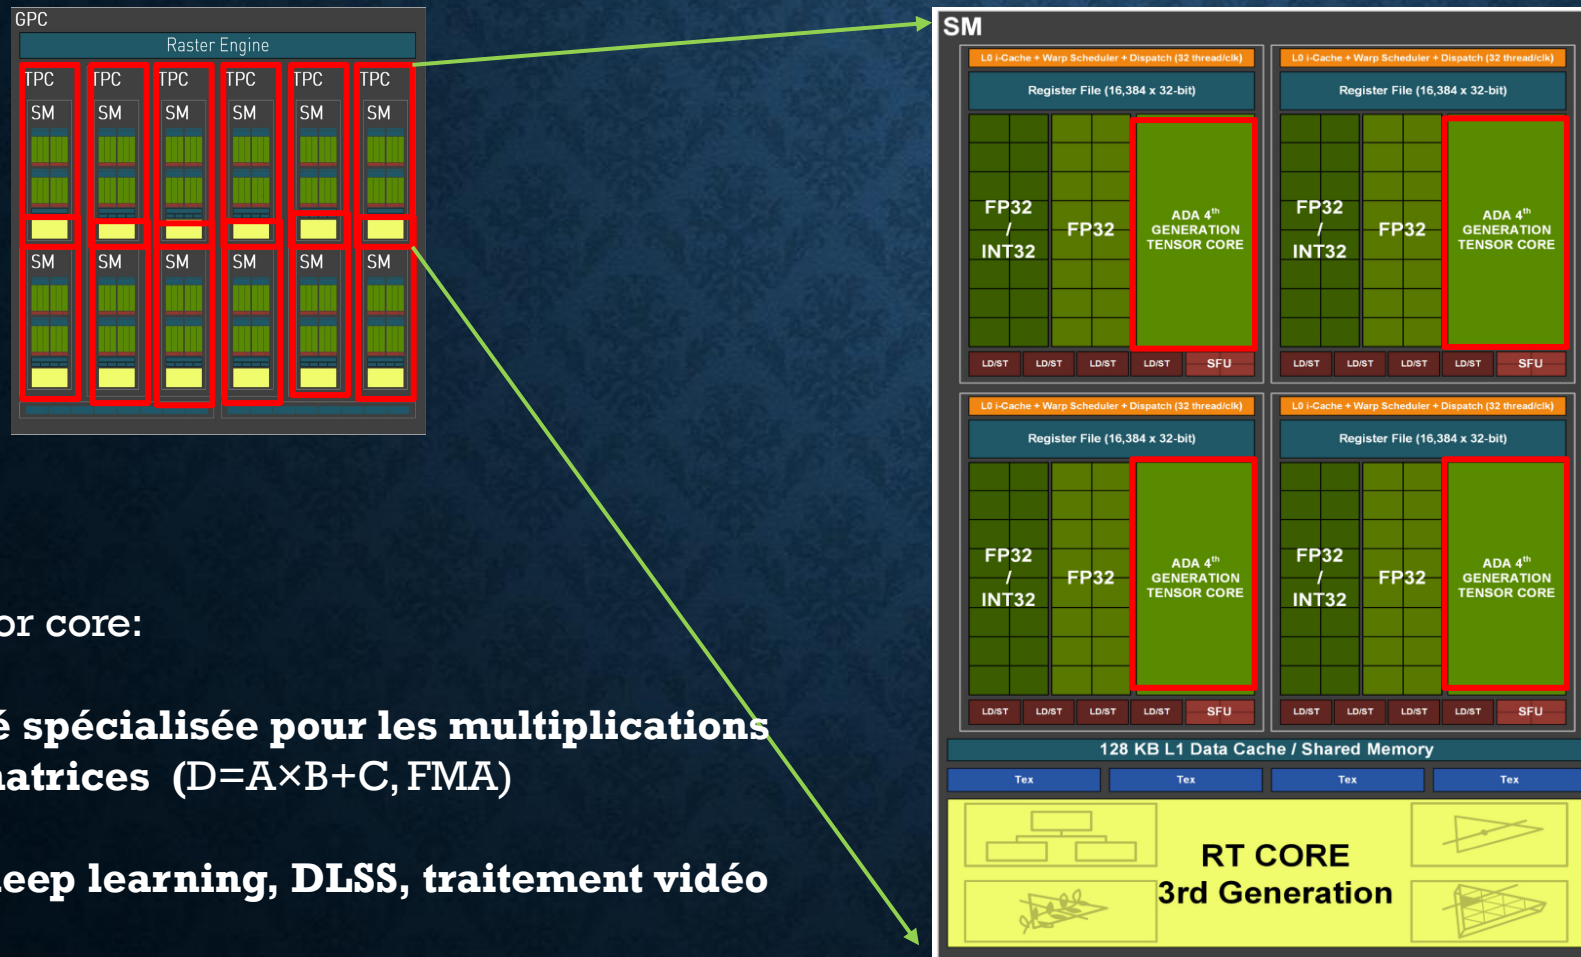 GPC
Raster Engine
TPC TPC TPC TPC TPC TPC
SM SM SM SM SM SM
SM SM SM SM SM SM
or core:
é spécialisée pour les multiplications
natrices (D=A×B+C, FMA)
leep learning, DLSS, traitement vidéo
SM
L0 i-Cache + Warp Scheduler + Dispatch (32 thread/clk)
Register File (16,384 x 32-bit)
FP32
/
INT32
FP32
ADA 4th
GENERATION
TENSOR CORE
LD/ST LD/ST LD/ST LD/ST SFU
L0 i-Cache + Warp Scheduler + Dispatch (32 thread/clk)
Register File (16,384 x 32-bit)
FP32
/
INT32
FP32
ADA 4th
GENERATION
TENSOR CORE
LD/ST LD/ST LD/ST LD/ST SFU
L0 i-Cache + Warp Scheduler + Dispatch (32 thread/clk)
Register File (16,384 x 32-bit)
FP32
/
INT32
FP32
ADA 4th
GENERATION
TENSOR CORE
LD/ST LD/ST LD/ST LD/ST SFU
L0 i-Cache + Warp Scheduler + Dispatch (32 thread/clk)
Register File (16,384 x 32-bit)
FP32
/
INT32
FP32
ADA 4th
GENERATION
TENSOR CORE
LD/ST LD/ST LD/ST LD/ST SFU
128 KB L1 Data Cache / Shared Memory
Tex Tex Tex Tex
RT CORE
3rd Generation